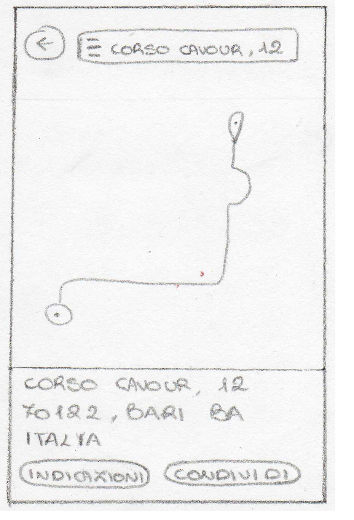 CORSO CAVOUR, 12
CORSO CAVOUR, 12
70122, BARI BA
ITALYA
INDICAZIONI
CONDIVIDI